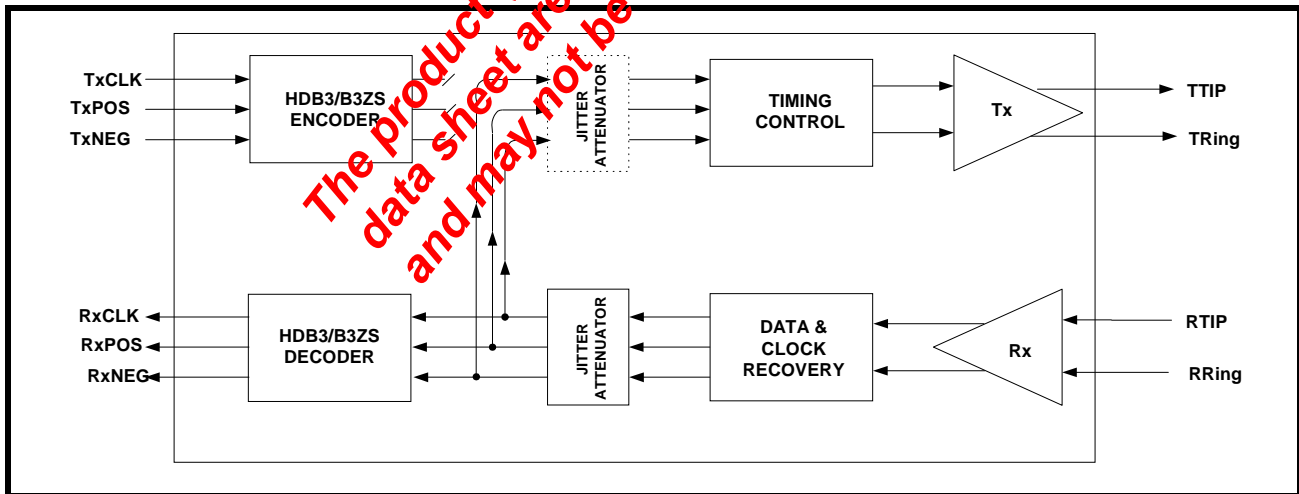 The product
data sheet are
and may not be
TxCLK
TxPOS
TxNEG
HDB3/B3ZS
ENCODER
JITTER
ATTENUATOR
TIMING
CONTROL
Tx
TTIP
TRing
RxCLK
RxPOS
RxNEG
HDB3/B3ZS
DECODER
JITTER
ATTENUATOR
DATA &
CLOCK
RECOVERY
Rx
RTIP
RRing